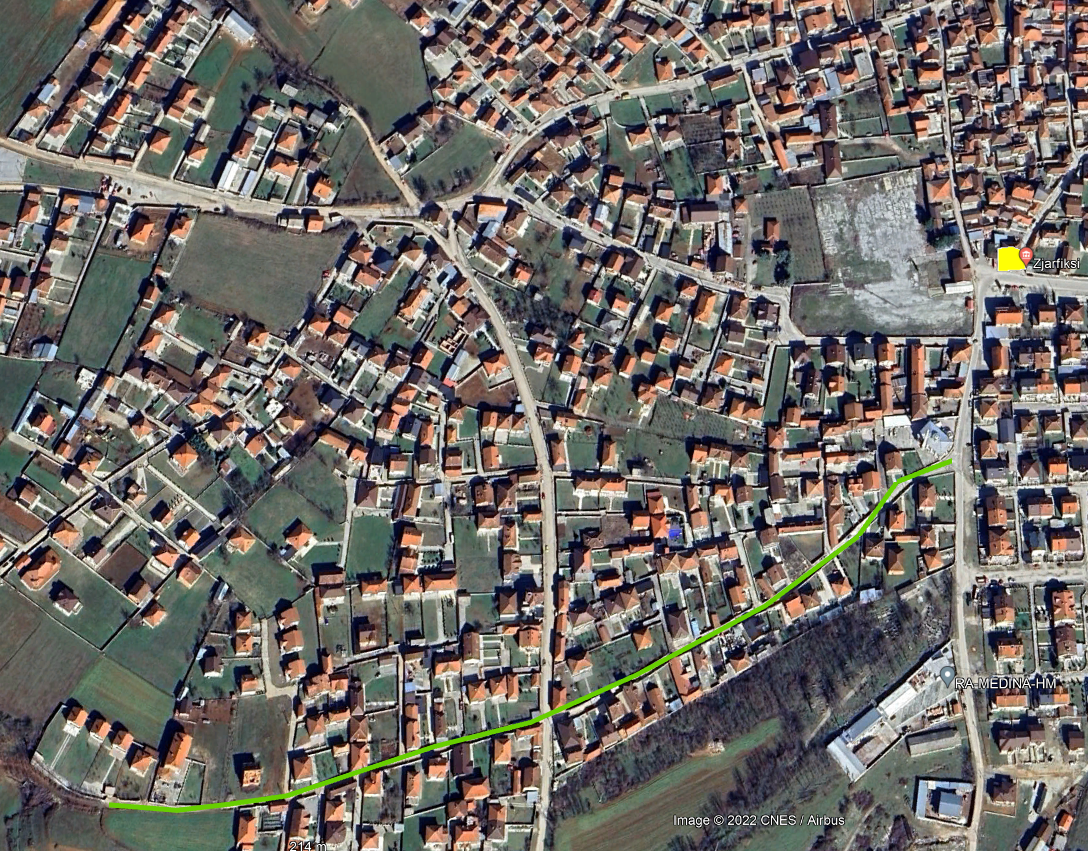 Zjarfiksi
RA-MEDINA-HM
Image © 2022 CNES / Airbus
214 m